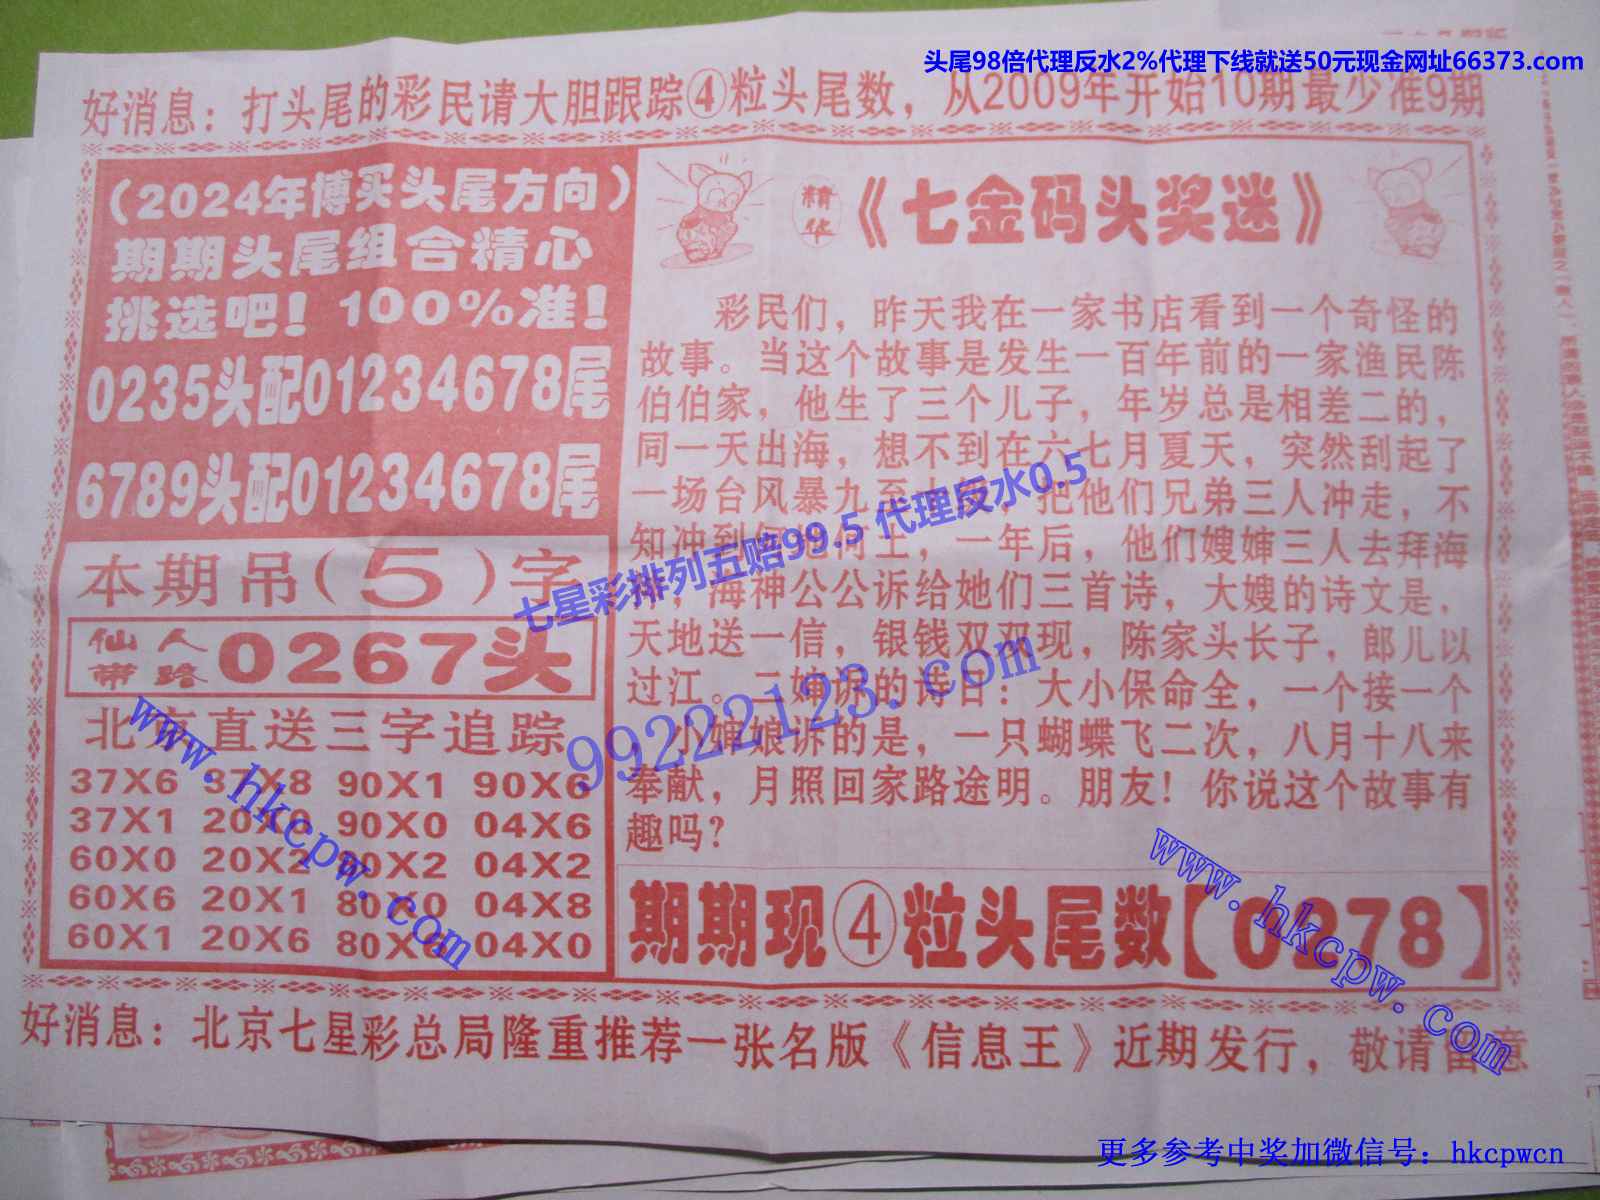 头尾98倍代理反水2%代理下线就送50元现金网址66373.com
好消息：打头尾的彩民请大胆跟踪④粒头尾数，从2009年开始10期最少准9期
（2024年博买头尾方向）
期期头尾组合精心
挑选吧！100%准！
0235头配01234678尾
6789头配01234678尾
本期吊(5)字
仙人带路 0267头
北京直送三字追踪
37X6 37X8 90X1 90X6
37X1 20X0 90X0 04X6
60X0 20X2 X2 04X2
60X6 20X1 80X0 04X8
60X1 20X6 80X6 04X0
精华《七金码头奖迷》
彩民们，昨天我在一家书店看到一个奇怪的
故事。当这个故事是发生一百年前的一家渔民陈
伯伯家，他生了三个儿子，年岁总是相差二的，
同一天出海，想不到在六七月夏天，突然刮起了
一场台风暴九至，把他们兄弟三人冲走，不
知冲到何，一年后，他们嫂婶三人去拜海
，海神公公诉给她们三首诗，大嫂的诗文是，
天地送一信，银钱双双现，陈家头长子，郎儿以
过江。二婶诉的诗曰：大小保命全，一个接一个
，小婶娘诉的是，一只蝴蝶飞二次，八月十八来
奉献，月照回家路途明。朋友！你说这个故事有
趣吗？
期期现④粒头尾数【0278】
好消息：北京七星彩总局隆重推荐一张名版《信息王》近期发行，敬请留意
七星彩排列五赔99.5 代理反水0.5
99222123.com
www.hkcpw.com
www.hkcpw.com
更多参考中奖加微信号：hkcpwcn